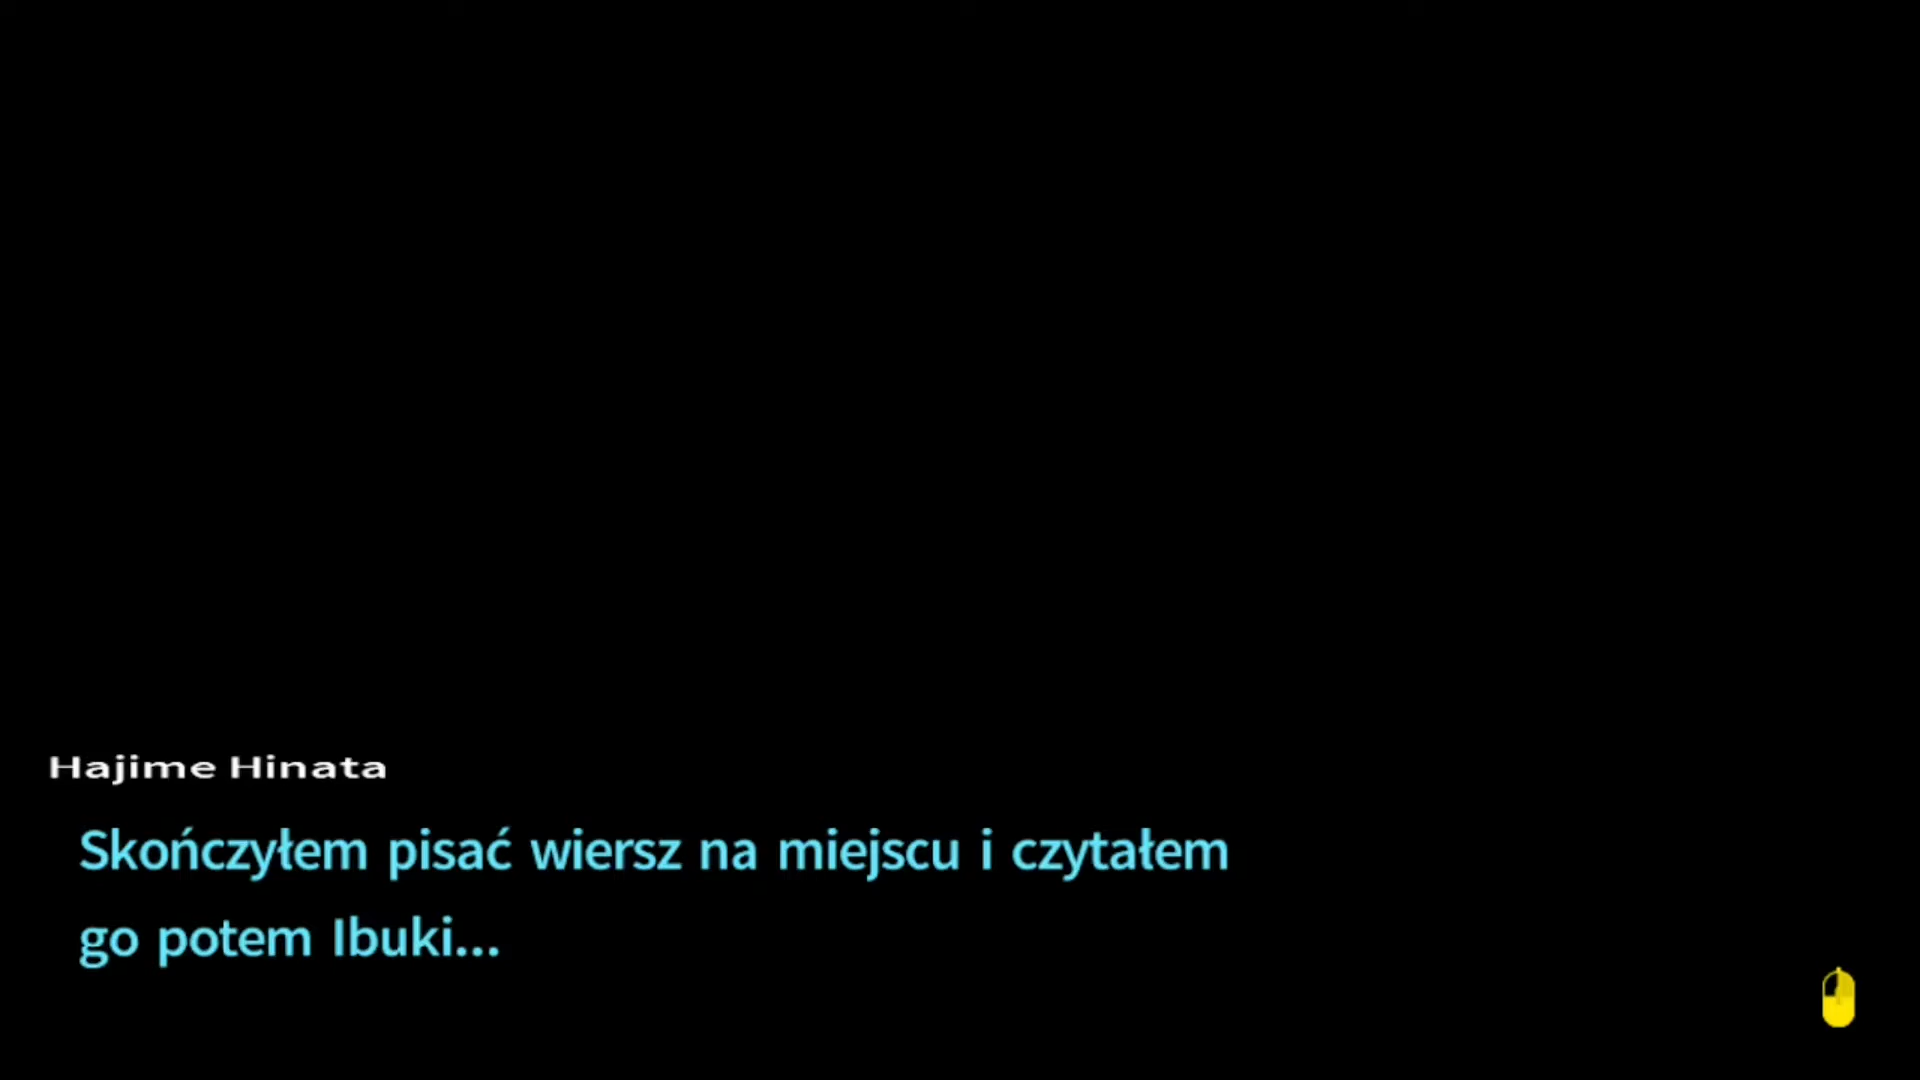 Hajime Hinata
Skończyłem pisać wiersz na miejscu i czytałem
go potem Ibuki...